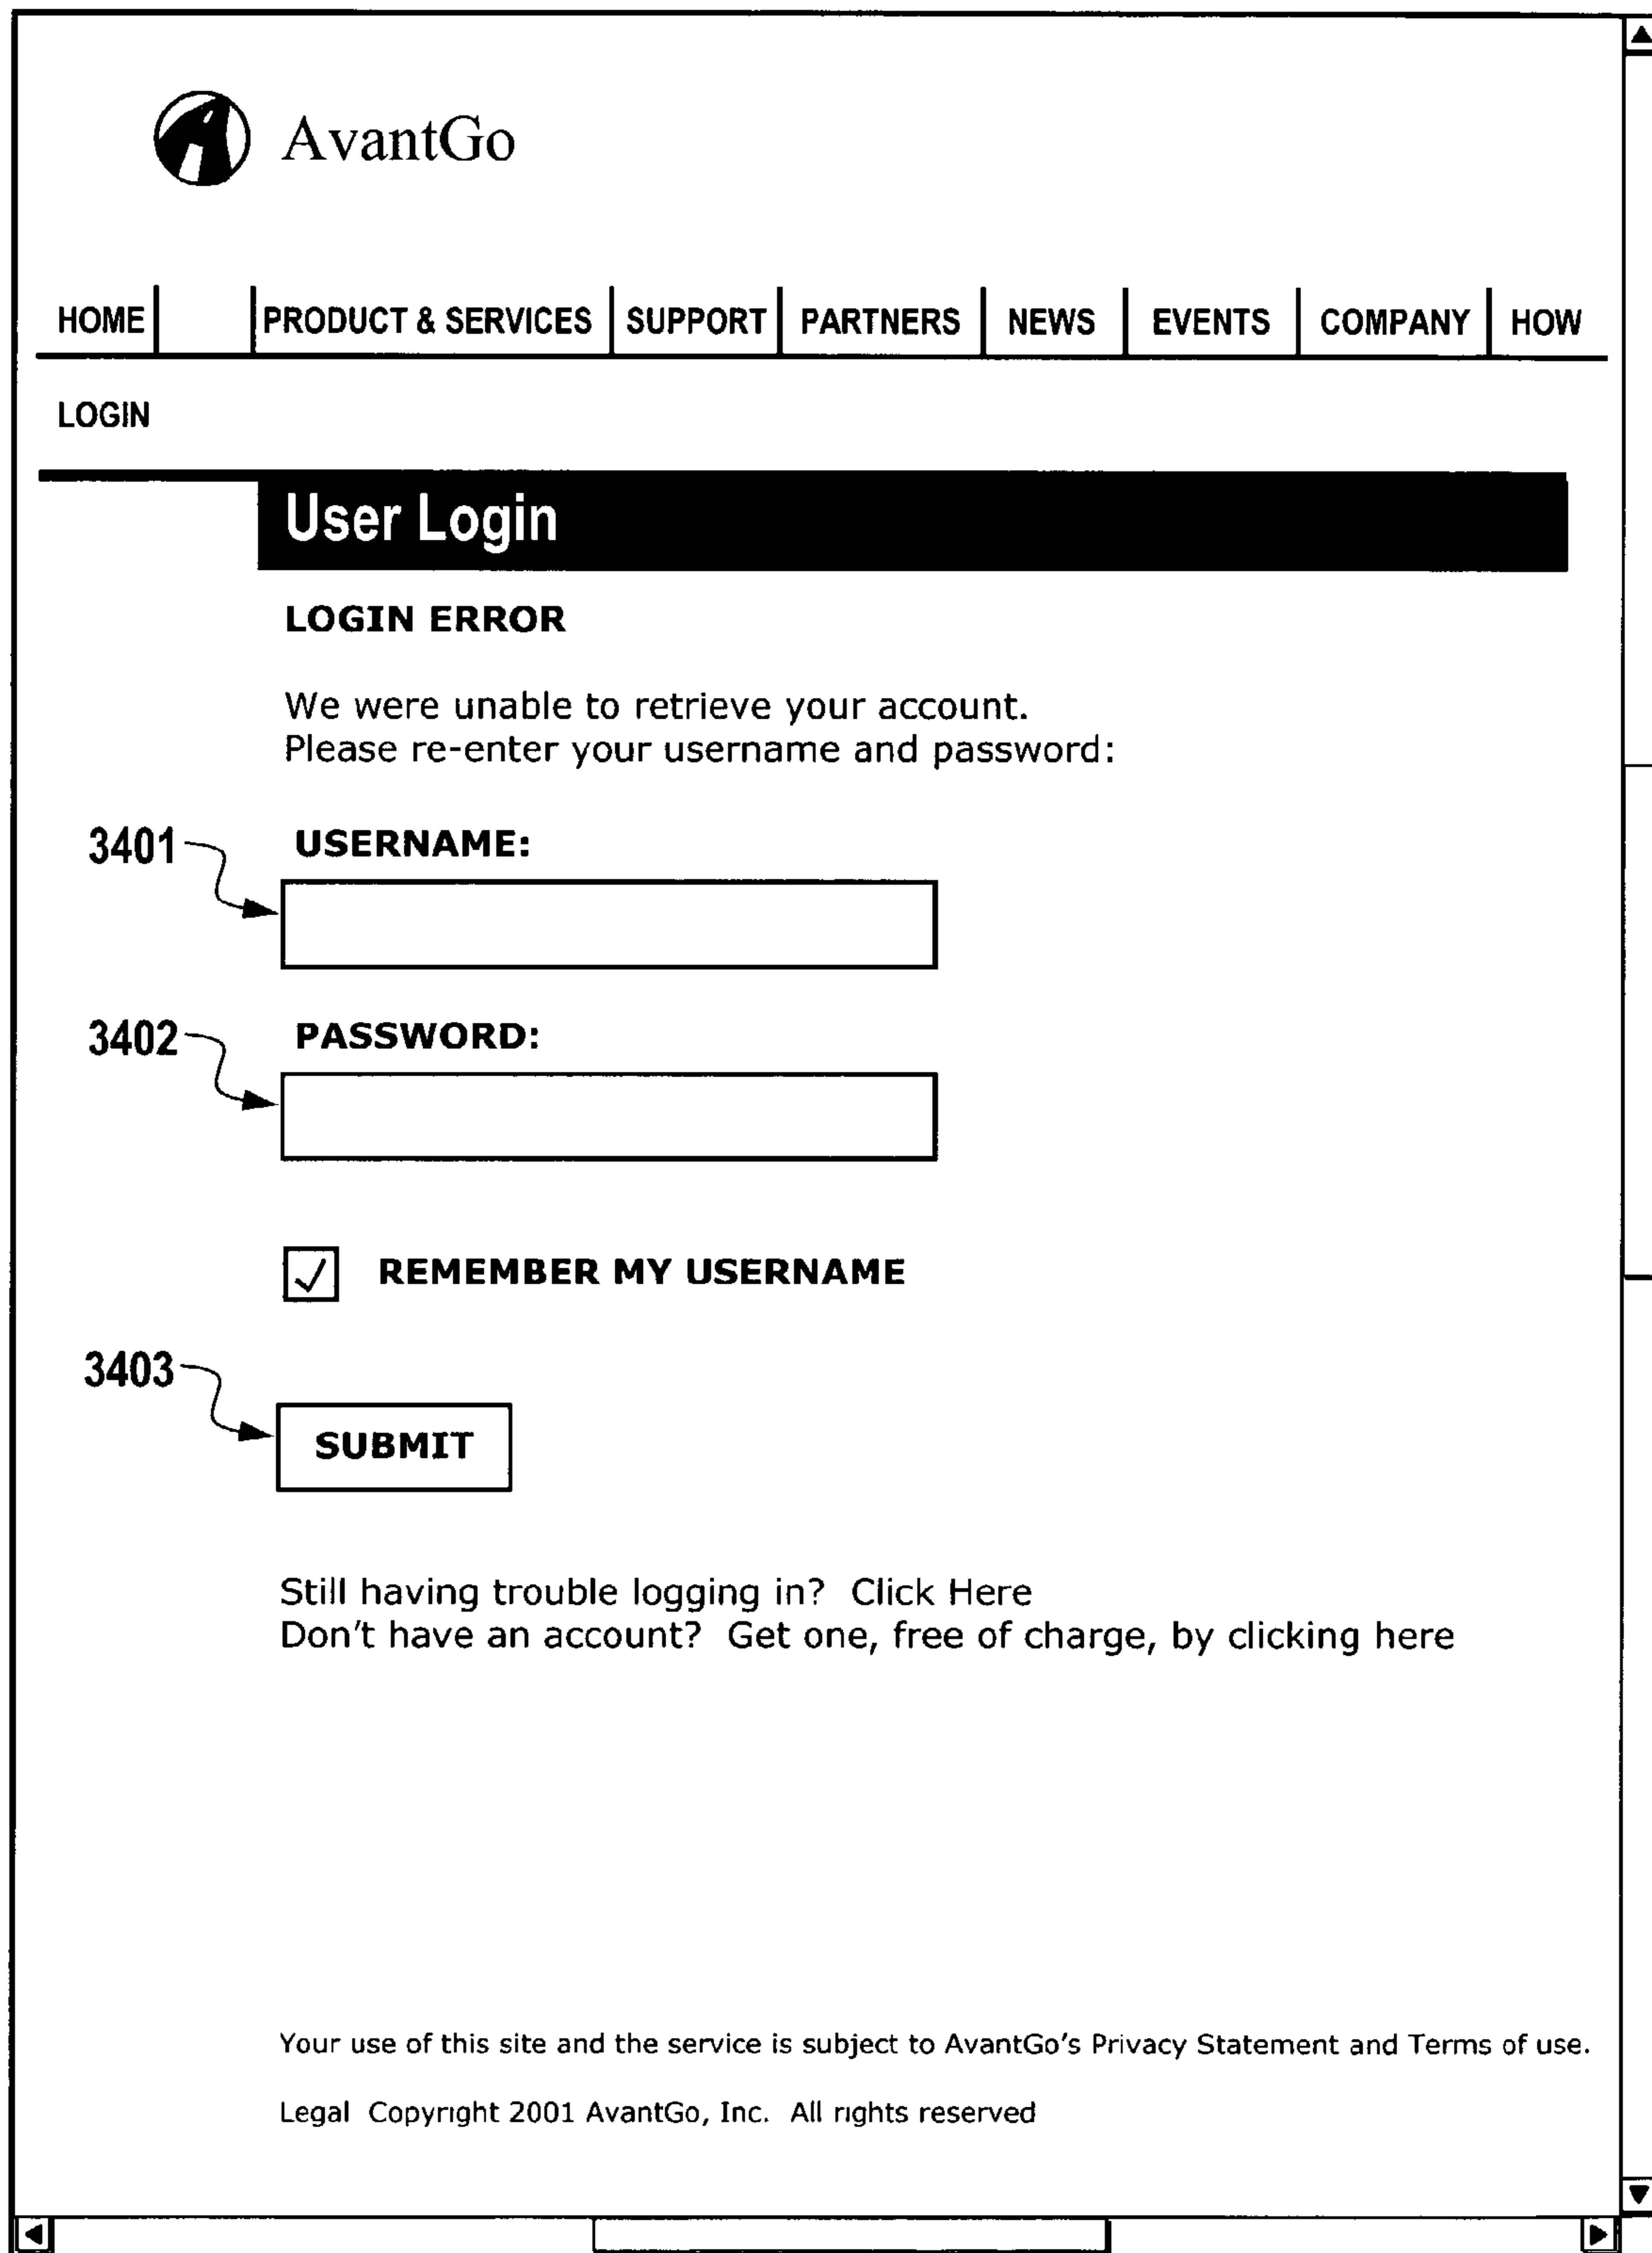 AvantGo
HOME PRODUCT & SERVICES SUPPORT PARTNERS NEWS EVENTS COMPANY HOW
LOGIN
User Login
LOGIN ERROR
We were unable to retrieve your account.
Please re-enter your username and password:
3401 USERNAME:
3402 PASSWORD:
REMEMBER MY USERNAME
3403
SUBMIT
Still having trouble logging in? Click Here
Don't have an account? Get one, free of charge, by clicking here
Your use of this site and the service is subject to AvantGo's Privacy Statement and Terms of use.
Legal Copyright 2001 AvantGo, Inc. All rights reserved